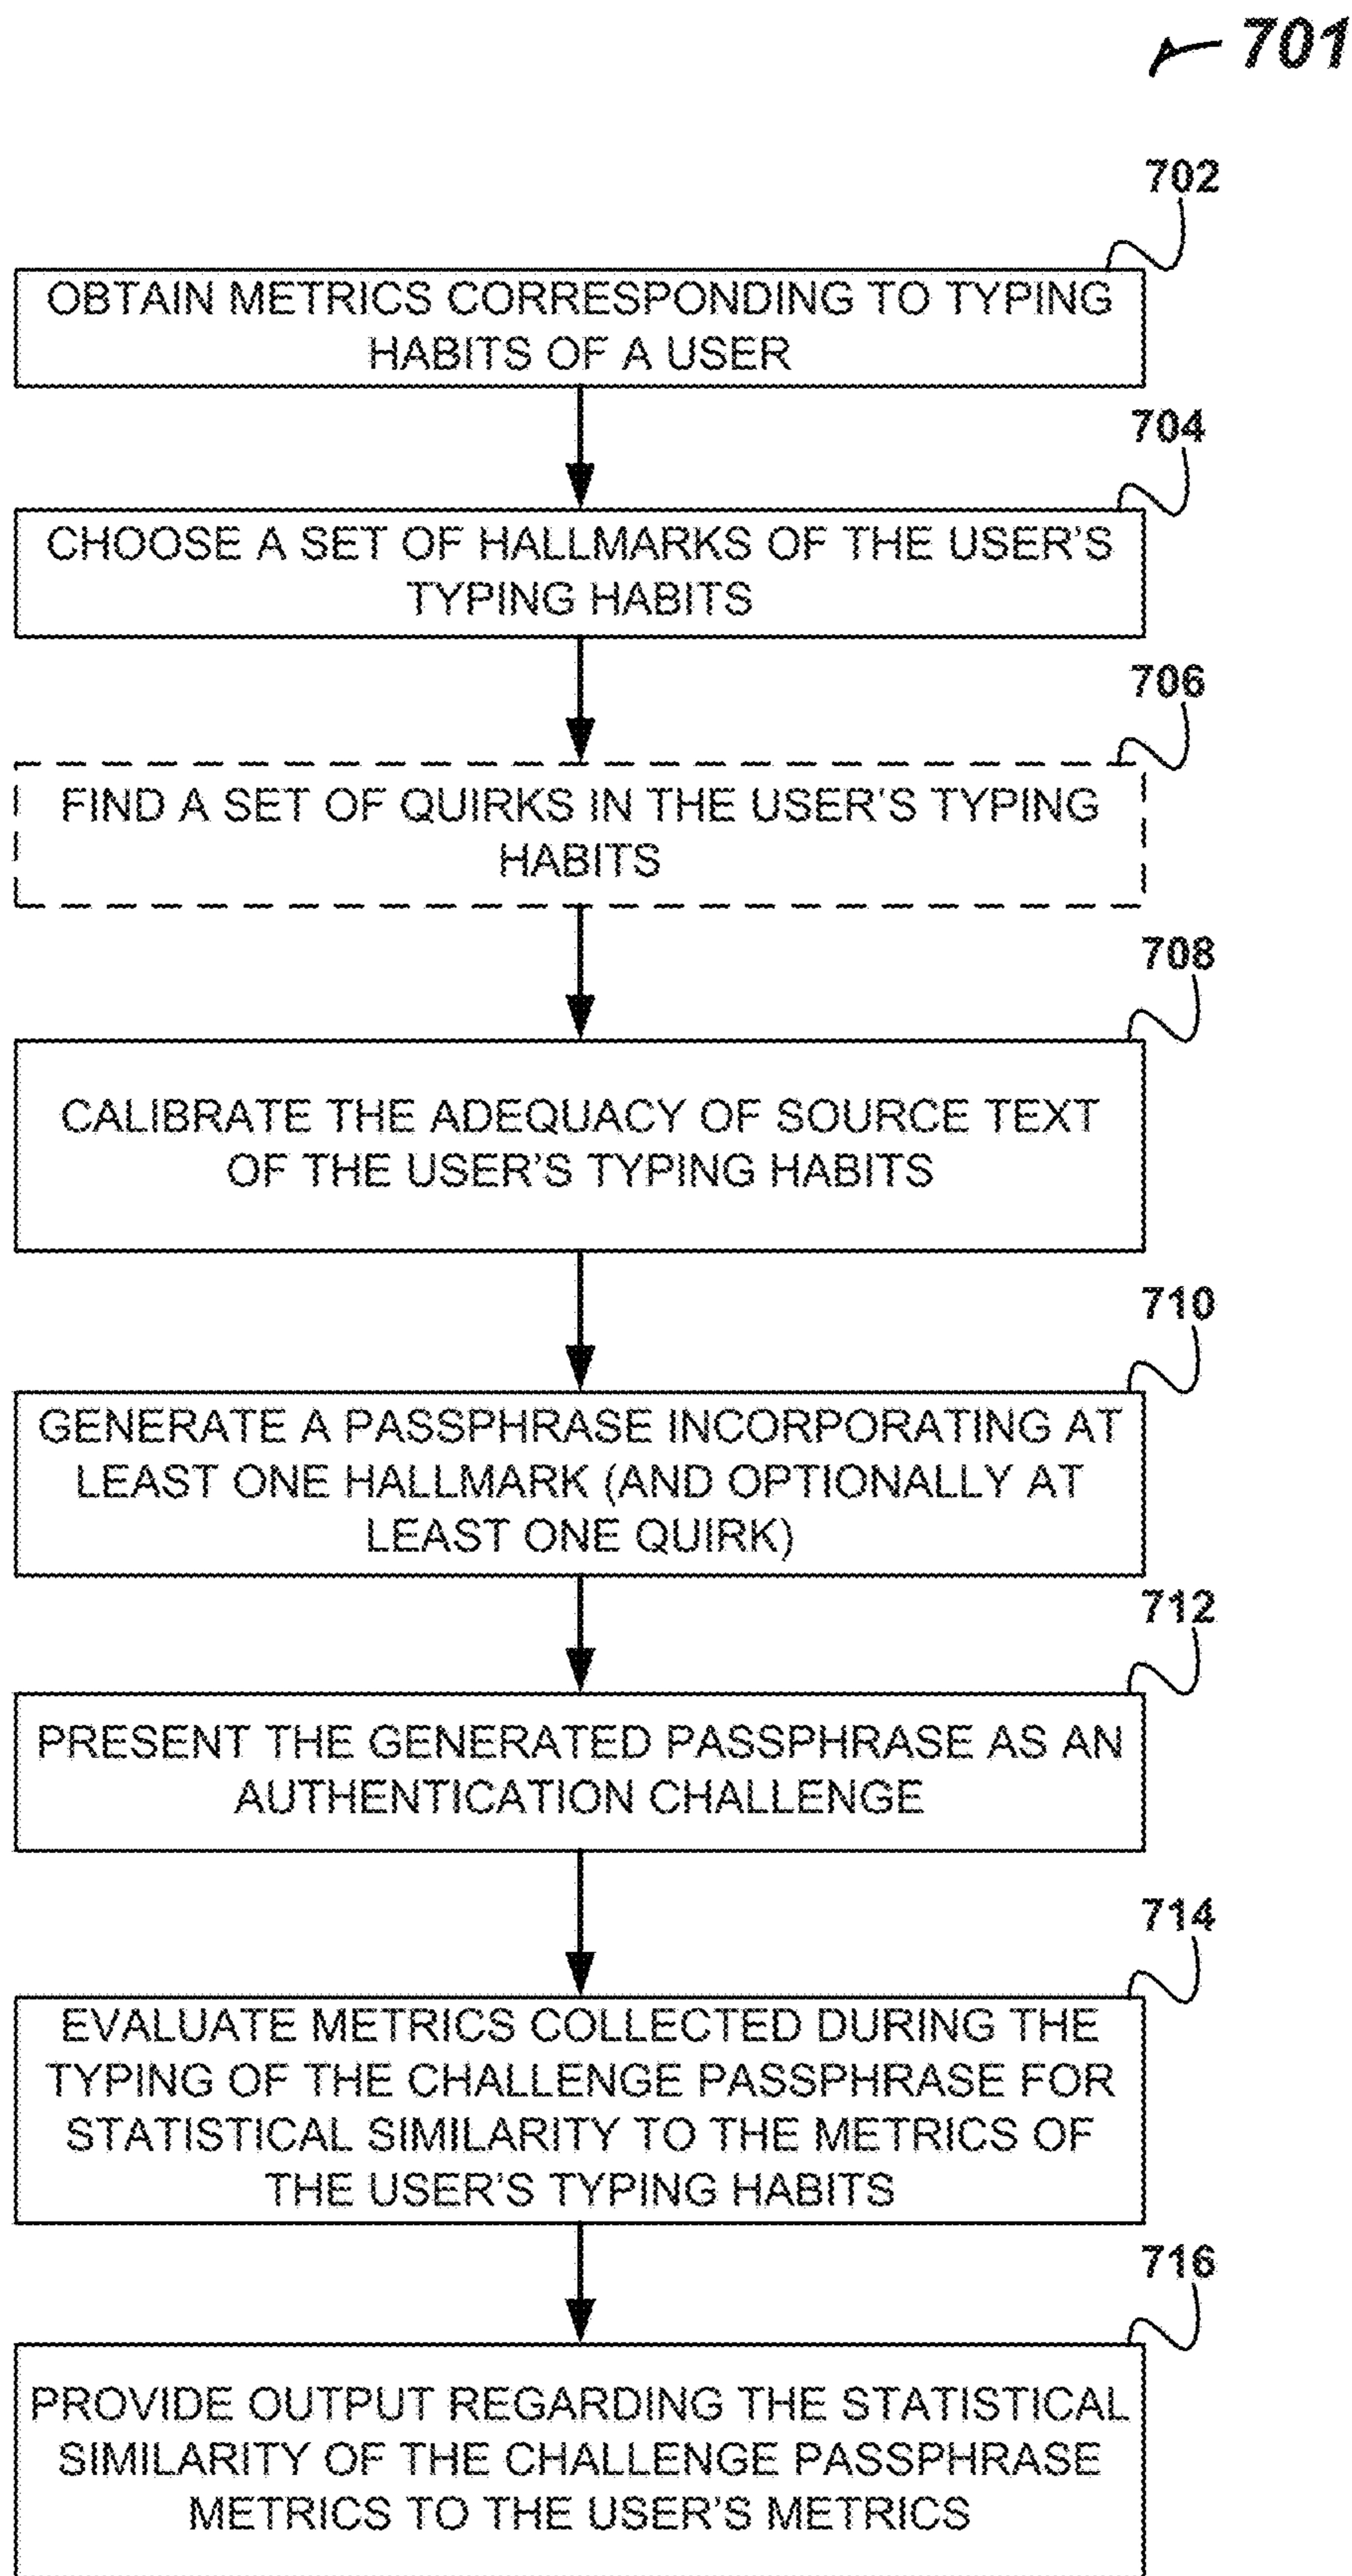 701
702
OBTAIN METRICS CORRESPONDING TO TYPING
HABITS OF A USER
704
CHOOSE A SET OF HALLMARKS OF THE USER'S
TYPING HABITS
706
FIND A SET OF QUIRKS IN THE USER'S TYPING
HABITS
708
CALIBRATE THE ADEQUACY OF SOURCE TEXT
OF THE USER'S TYPING HABITS
710
GENERATE A PASSPHRASE INCORPORATING AT
LEAST ONE HALLMARK (AND OPTIONALLY AT
LEAST ONE QUIRK)
712
PRESENT THE GENERATED PASSPHRASE AS AN
AUTHENTICATION CHALLENGE
714
EVALUATE METRICS COLLECTED DURING THE
TYPING OF THE CHALLENGE PASSPHRASE FOR
STATISTICAL SIMILARITY TO THE METRICS OF
THE USER'S TYPING HABITS
716
PROVIDE OUTPUT REGARDING THE STATISTICAL
SIMILARITY OF THE CHALLENGE PASSPHRASE
METRICS TO THE USER'S METRICS